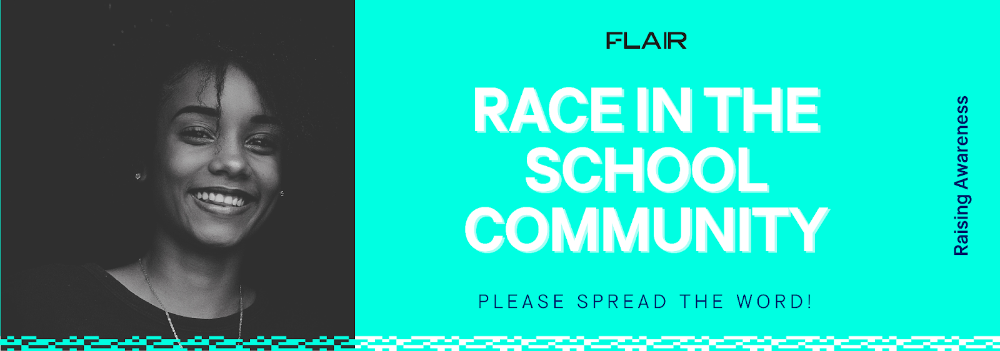 FLAIR
RACE IN THE
SCHOOL
COMMUNITY
PLEASE SPREAD THE WORD!
Raising Awareness